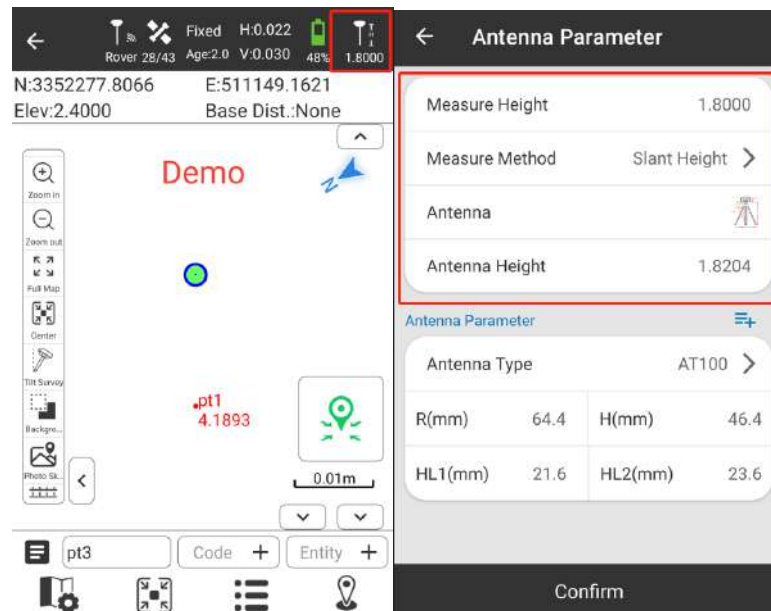 Fixed H:0.022
Rover 28/43 Age:2.0 V:0.030 48% 1.8000
N:3352277.8066 E:511149.1621
Elev:2.4000 Base Dist.:None
Demo
N
Zoom in
Zoom out
Full Map
Center
Tilt Survey
Backgre...
Photo Sk...
pt1
4.1893
0.01m
pt3 Code + Entity +
Antenna Parameter
Measure Height 1.8000
Measure Method Slant Height
Antenna
Antenna Height 1.8204
Antenna Parameter
Antenna Type AT100
R(mm) 64.4 H(mm) 46.4
HL1(mm) 21.6 HL2(mm) 23.6
Confirm